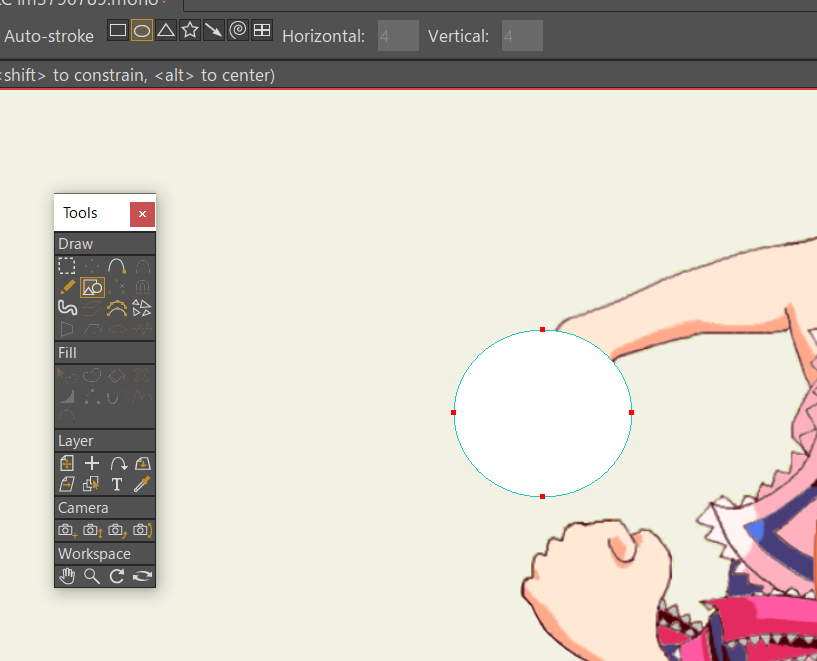 Auto-stroke Horizontal: 4 Vertical: 4
<shift> to constrain, <alt> to center)
Tools
Draw
Fill
Layer
T
Camera
Workspace